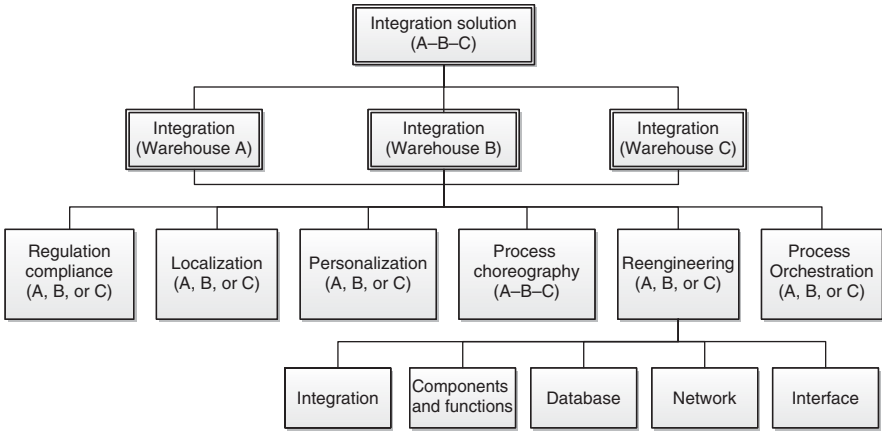 Integration solution
(A–B–C)
Integration
(Warehouse A)
Integration
(Warehouse B)
Integration
(Warehouse C)
Regulation
compliance
(A, B, or C)
Localization
(A, B, or C)
Personalization
(A, B, or C)
Process
choreography
(A–B–C)
Reengineering
(A, B, or C)
Process
Orchestration
(A, B, or C)
Integration
Components
and functions
Database
Network
Interface